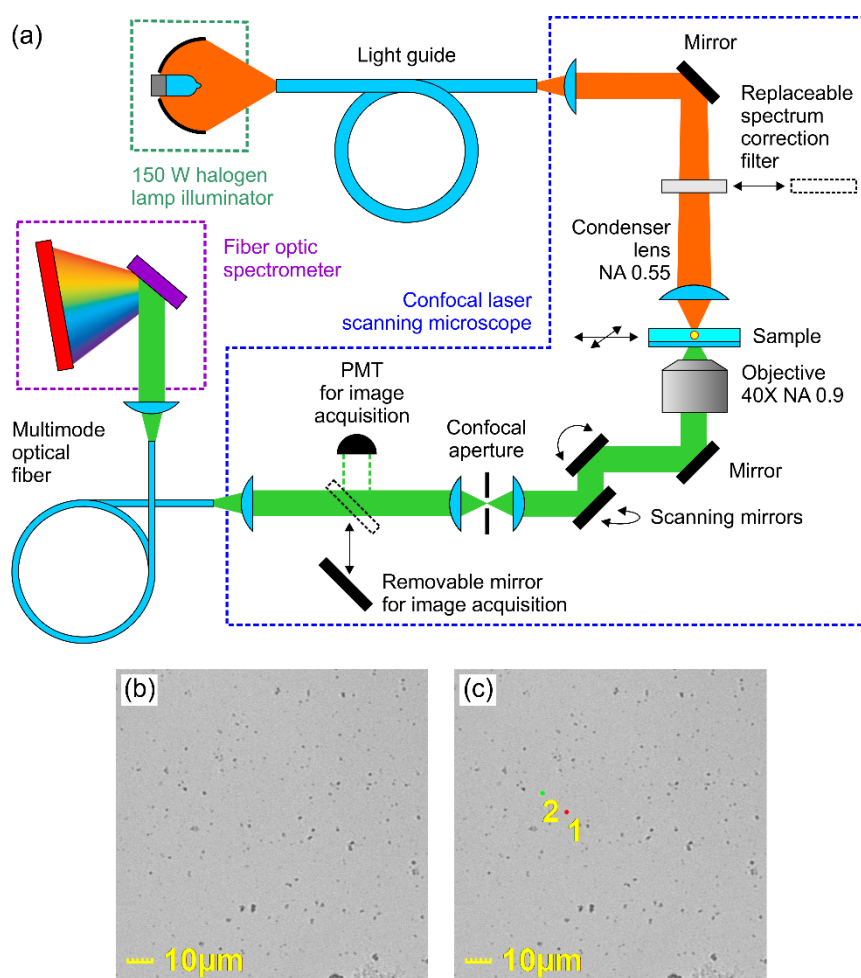 (a)
Light guide
Mirror
Replaceable
spectrum
correction
filter
150 W halogen
lamp illuminator
Condenser
lens
NA 0.55
Fiber optic
spectrometer
Confocal laser
scanning microscope
Sample
PMT
for image
acquisition
Objective
40X NA 0.9
Confocal
aperture
Multimode
optical
fiber
Mirror
Scanning mirrors
Removable mirror
for image acquisition
(b)
10µm
(c)
2
1
10µm